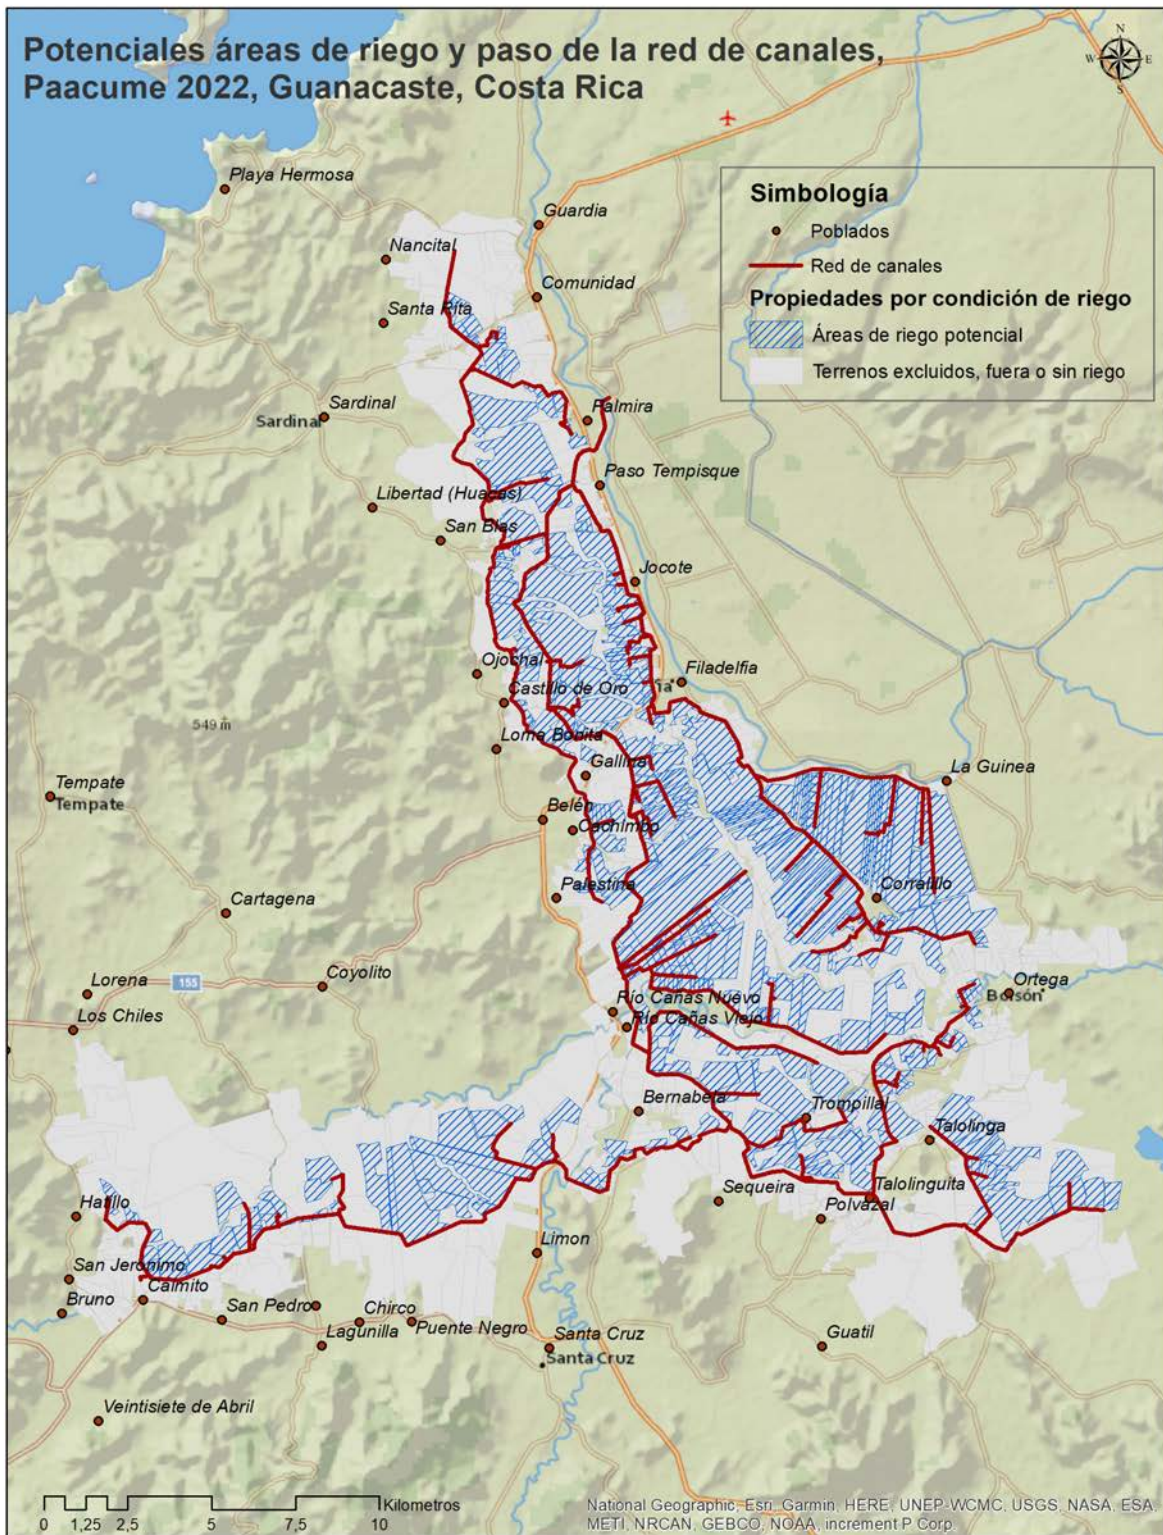 Potenciales áreas de riego y paso de la red de canales,
Paacume 2022, Guanacaste, Costa Rica
N
W
E
S
Simbología
Poblados
Red de canales
Propiedades por condición de riego
Áreas de riego potencial
Terrenos excluidos, fuera o sin riego
Playa Hermosa
Guardia
Nancital
Comunidad
Santa Rita
Sardinal
Sardinal
Palmira
Paso Tempisque
Libertad (Huacas)
San Blas
Jocote
Ojochal
Filadelfia
Castillo de Oro
549 m
Loma Bonita
Gallina
La Guinea
Tempate
Tempate
Belén
Cachimbo
Palestina
Corralillo
Cartagena
Coyolito
Lorena
155
Ortega
Bolsón
Los Chiles
Río Cañas Nuevo
Río Cañas Viejo
Bernabela
Trompillal
Talolinga
Hatillo
Sequeira
Talolinguita
Polvazal
Limon
San Jerónimo
Caimito
Bruno
San Pedro
Chirco
Puente Negro
Lagunilla
Santa Cruz
Santa Cruz
Guatil
Veintisiete de Abril
Kilometros
0 1,25 2,5 5 7,5 10
National Geographic, Esri, Garmin, HERE, UNEP-WCMC, USGS, NASA, ESA,
METI, NRCAN, GEBCO, NOAA, increment P Corp.